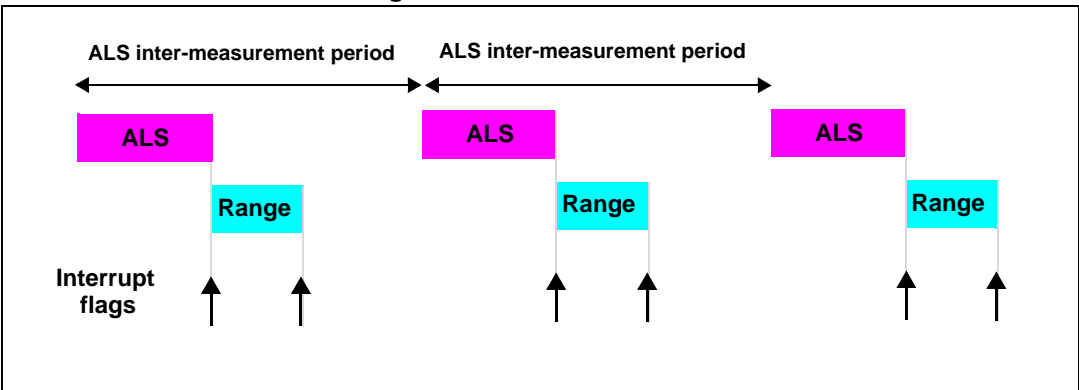 ALS inter-measurement period
ALS inter-measurement period
ALS
ALS
ALS
Range
Range
Range
Interrupt
flags